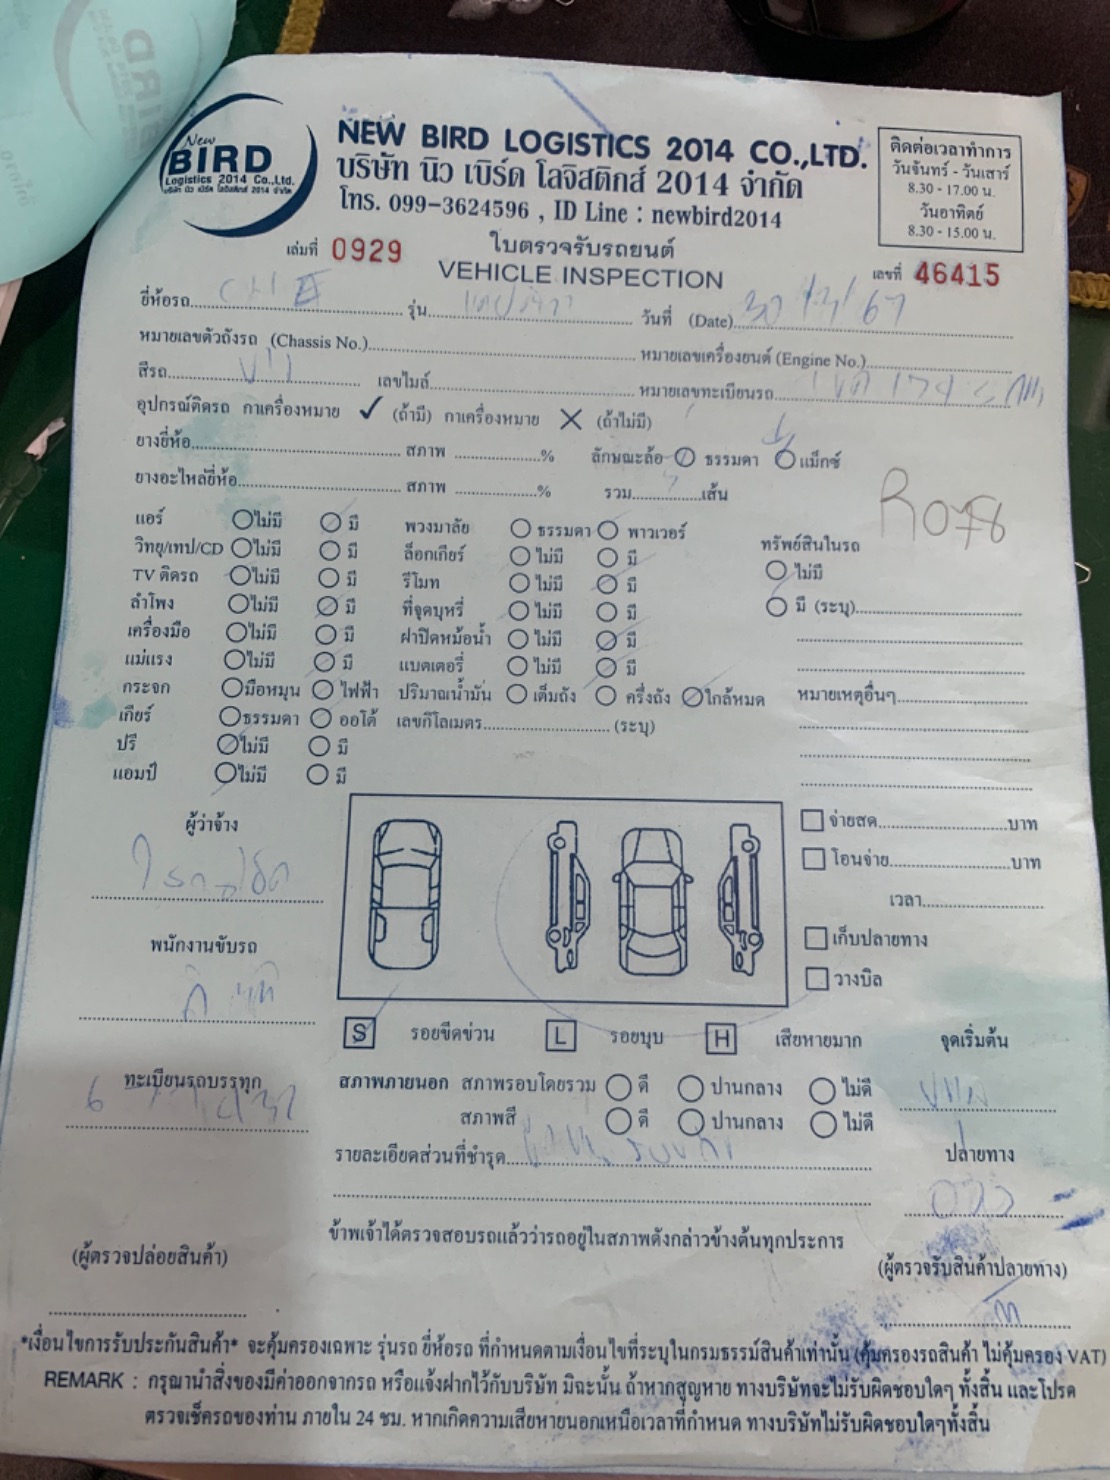 New
BIRD
Logistics 2014 Co.,Ltd.
บริษัท นิว เบิร์ด โลจิสติกส์ 2014 จำกัด
NEW BIRD LOGISTICS 2014 CO.,LTD.
บริษัท นิว เบิร์ด โลจิสติกส์ 2014 จำกัด
โทร. 099-3624596 , ID Line : newbird2014
ติดต่อเวลาทำการ
วันจันทร์ - วันเสาร์
8.30 - 17.00 น.
วันอาทิตย์
8.30 - 15.00 น.
เล่มที่ 0929 ใบตรวจรับรถยนต์
VEHICLE INSPECTION เลขที่ 46415
ยี่ห้อรถ รุ่น วันที่ (Date)
หมายเลขตัวถังรถ (Chassis No.) หมายเลขเครื่องยนต์ (Engine No.)
สีรถ เลขไมล์ หมายเลขทะเบียนรถ
อุปกรณ์ติดรถ กาเครื่องหมาย ✓ (ถ้ามี) กาเครื่องหมาย ✕ (ถ้าไม่มี)
ยางยี่ห้อ สภาพ % ลักษณะล้อ ธรรมดา แม็กซ์
ยางอะไหล่ยี่ห้อ สภาพ % รวม เส้น
แอร์ ไม่มี มี พวงมาลัย ธรรมดา พาวเวอร์
วิทยุ/เทป/CD ไม่มี มี ล็อกเกียร์ ไม่มี มี ทรัพย์สินในรถ
TV ติดรถ ไม่มี มี รีโมท ไม่มี มี ไม่มี
ลำโพง ไม่มี มี ที่จุดบุหรี่ ไม่มี มี มี (ระบุ)
เครื่องมือ ไม่มี มี ฝาปิดหม้อน้ำ ไม่มี มี
แม่แรง ไม่มี มี แบตเตอรี่ ไม่มี มี
กระจก มือหมุน ไฟฟ้า ปริมาณน้ำมัน เต็มถัง ครึ่งถัง ใกล้หมด หมายเหตุอื่นๆ
เกียร์ ธรรมดา ออโต้ เลขกิโลเมตร (ระบุ)
ปรี ไม่มี มี
แอมป์ ไม่มี มี
ผู้ว่าจ้าง
จ่ายสด บาท
โอนจ่าย บาท
เวลา
พนักงานขับรถ
เก็บปลายทาง
วางบิล
S รอยขีดข่วน L รอยบุบ H เสียหายมาก จุดเริ่มต้น
ทะเบียนรถบรรทุก
สภาพภายนอก สภาพรอบโดยรวม ดี ปานกลาง ไม่ดี
สภาพสี ดี ปานกลาง ไม่ดี
รายละเอียดส่วนที่ชำรุด ปลายทาง
ข้าพเจ้าได้ตรวจสอบรถแล้วว่ารถอยู่ในสภาพดังกล่าวข้างต้นทุกประการ
(ผู้ตรวจปล่อยสินค้า) (ผู้ตรวจรับสินค้าปลายทาง)
*เงื่อนไขการรับประกันสินค้า* จะคุ้มครองเฉพาะ รุ่นรถ ยี่ห้อรถ ที่กำหนดตามเงื่อนไขที่ระบุในกรมธรรม์สินค้าเท่านั้น (คุ้มครองรถสินค้า ไม่คุ้มครอง VAT)
REMARK : กรุณานำสิ่งของมีค่าออกจากรถ หรือแจ้งฝากไว้กับบริษัท มิฉะนั้น ถ้าหากสูญหาย ทางบริษัทจะไม่รับผิดชอบใดๆ ทั้งสิ้น และโปรด
ตรวจเช็ครถของท่าน ภายใน 24 ชม. หากเกิดความเสียหายนอกเหนือเวลาที่กำหนด ทางบริษัทไม่รับผิดชอบใดๆทั้งสิ้น